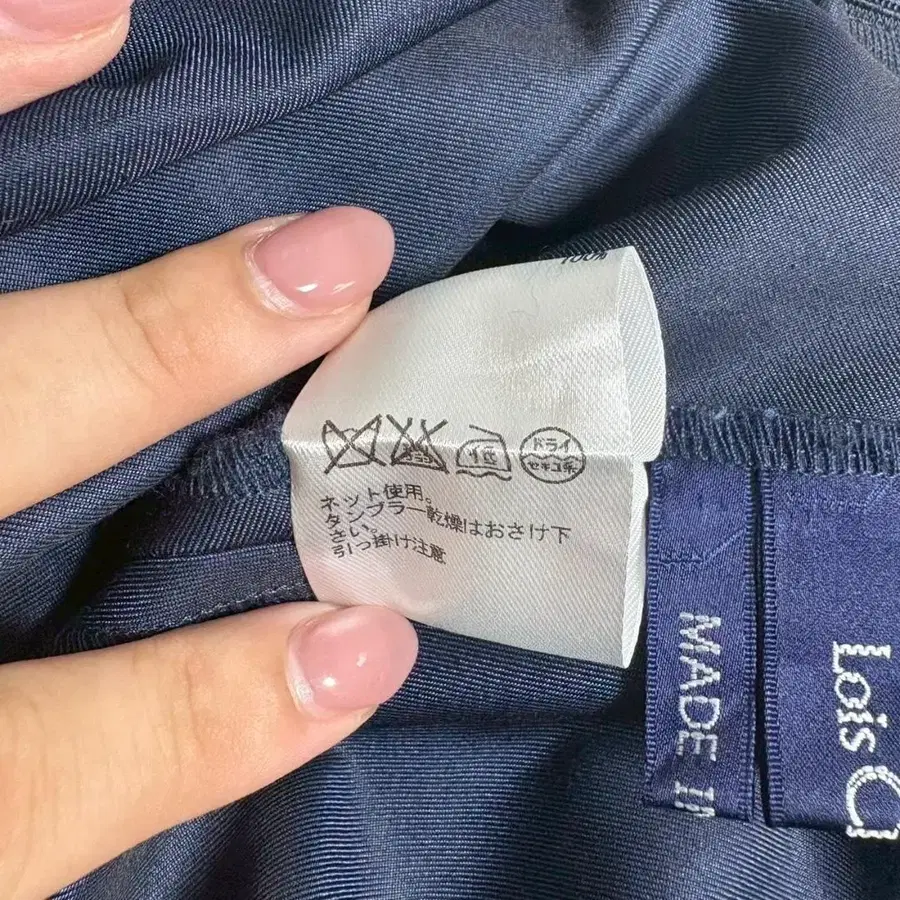 ドライ
セキユ系
ネット使用。
タンブラー乾燥はおさけ下
さい。
引っ掛け注意
MADE IN
Lois C